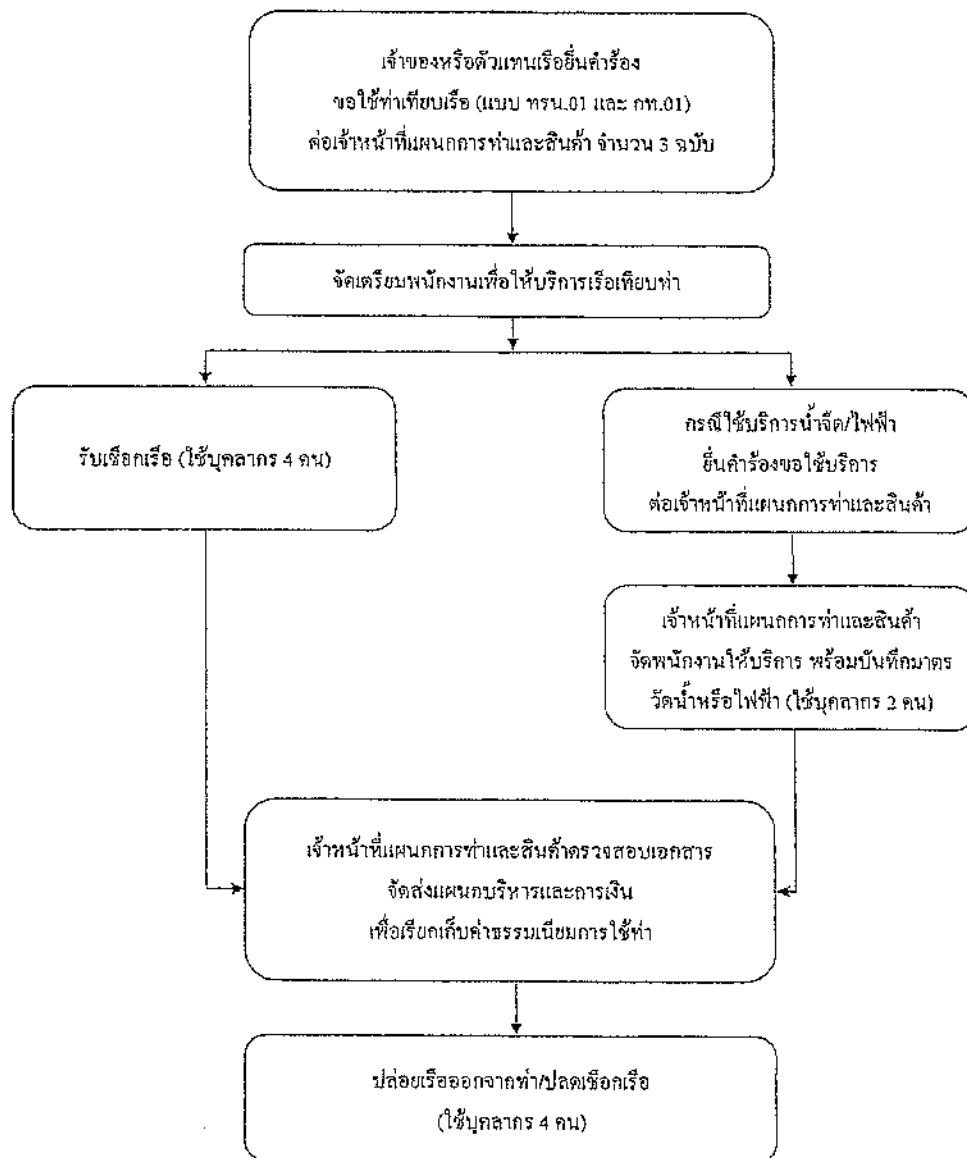 เจ้าของหรือตัวแทนเรือยื่นคำร้อง
ขอใช้ท่าเทียบเรือ (แบบ ทรน.01 และ กท.01)
ต่อเจ้าหน้าที่แผนกการท่าและสินค้า จำนวน 3 ฉบับ
จัดเตรียมพนักงานเพื่อให้บริการเรือเทียบท่า
รับเชือกเรือ (ใช้บุคลากร 4 คน)
กรณีใช้บริการน้ำจืด/ไฟฟ้า
ยื่นคำร้องขอใช้บริการ
ต่อเจ้าหน้าที่แผนกการท่าและสินค้า
เจ้าหน้าที่แผนกการท่าและสินค้า
จัดพนักงานให้บริการ พร้อมบันทึกมาตร
วัดน้ำหรือไฟฟ้า (ใช้บุคลากร 2 คน)
เจ้าหน้าที่แผนกการท่าและสินค้าตรวจสอบเอกสาร
จัดส่งแผนกบริหารและการเงิน
เพื่อเรียกเก็บค่าธรรมเนียมการใช้ท่า
ปล่อยเรือออกจากท่า/ปลดเชือกเรือ
(ใช้บุคลากร 4 คน)